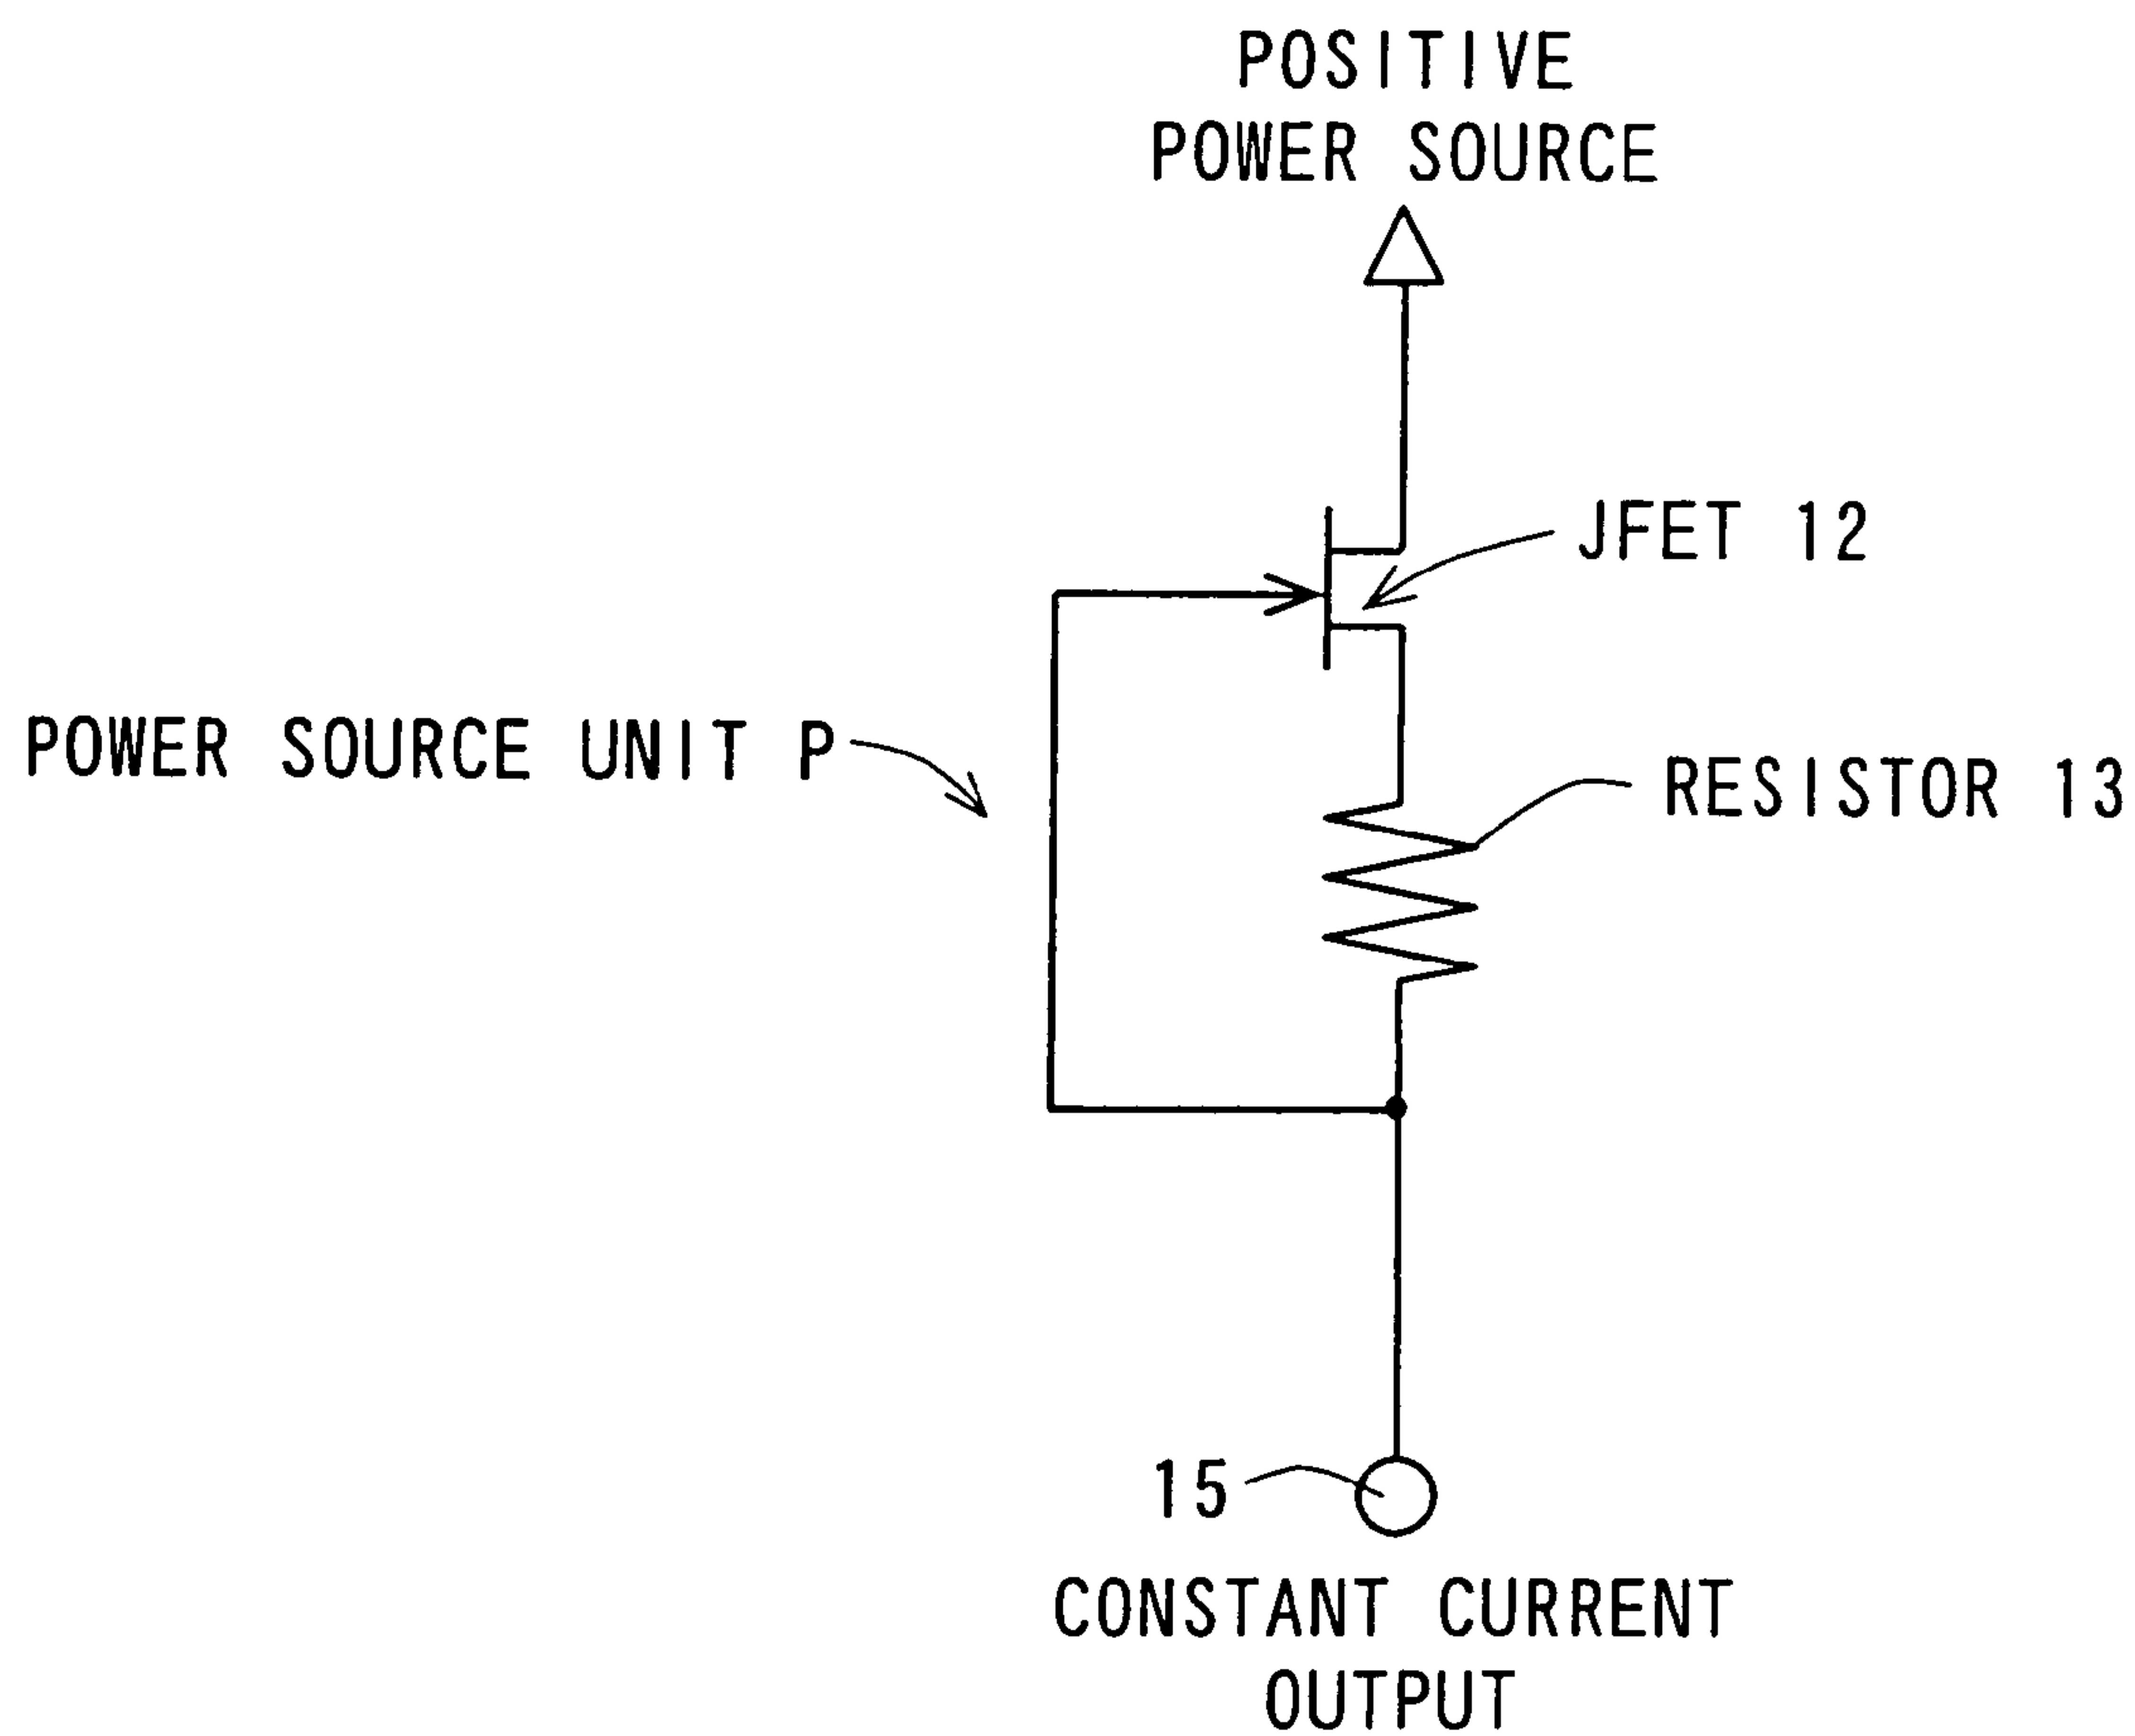 POSITIVE
POWER SOURCE
JFET 12
POWER SOURCE UNIT P
RESISTOR 13
15
CONSTANT CURRENT
OUTPUT